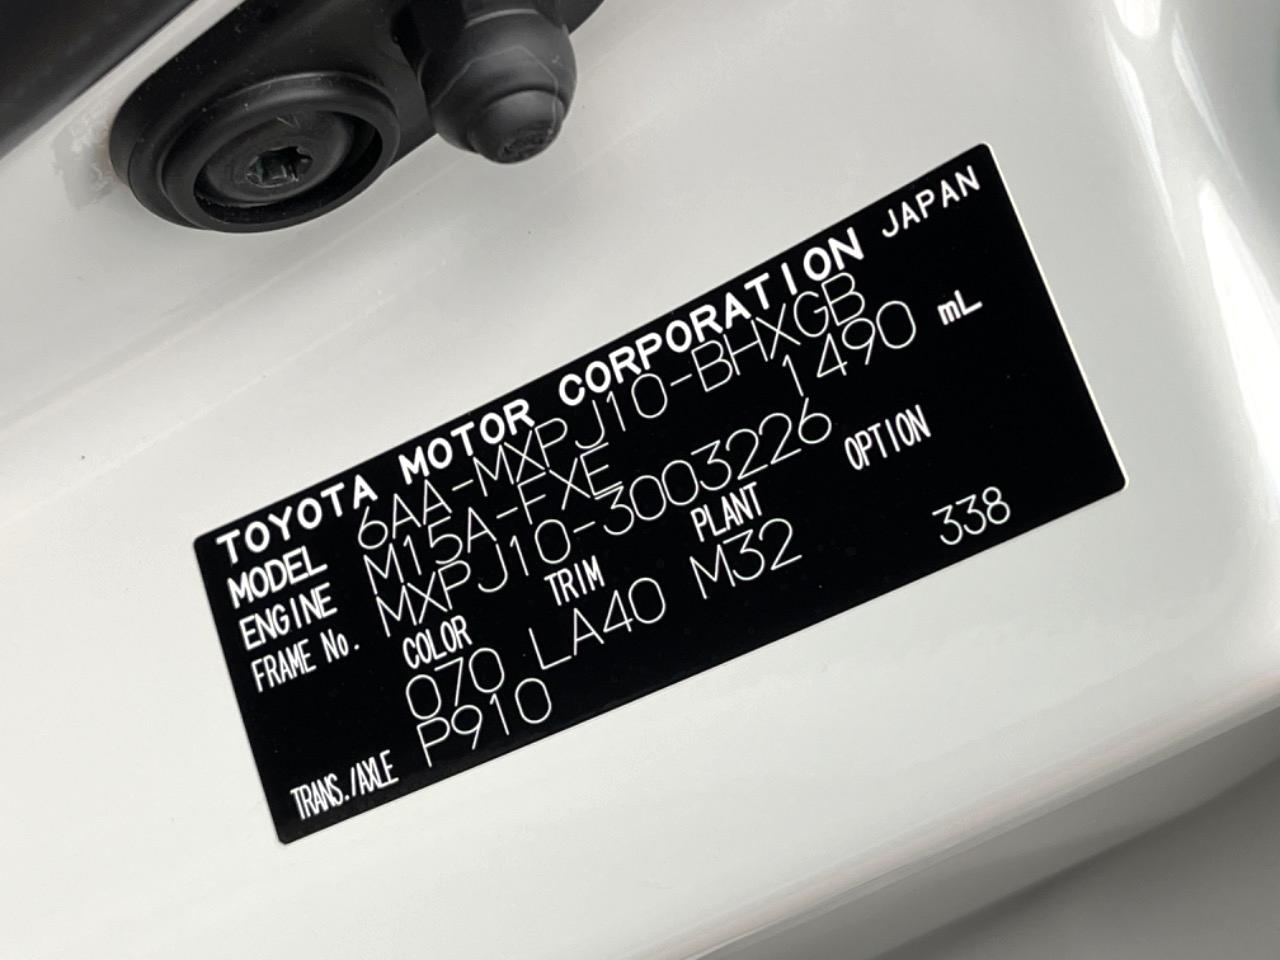 TOYOTA MOTOR CORPORATION JAPAN
MODEL 6AA-MXPJ10-BHXGB
ENGINE M15A-FXE 1490 mL
FRAME No. MXPJ10-3003226
COLOR TRIM PLANT OPTION
070 LA40 M32 338
TRANS./AXLE P910